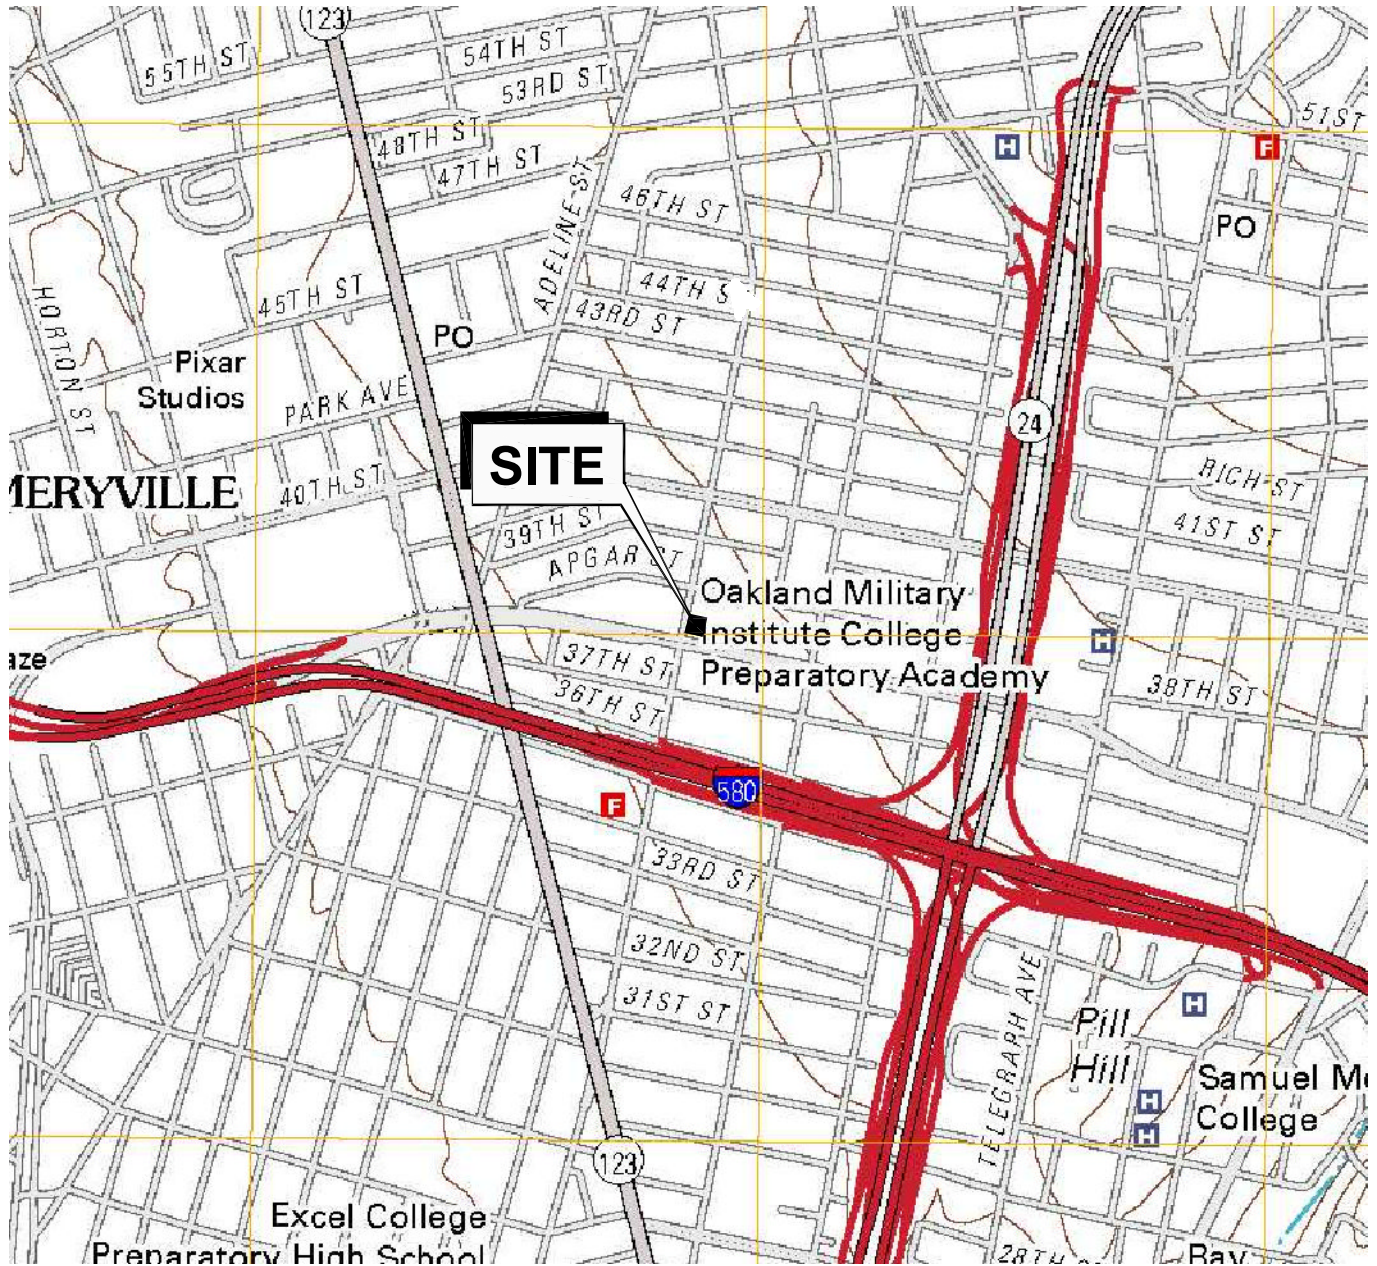 123
55TH ST
54TH ST
53RD ST
51ST
48TH ST
47TH ST
H
F
ADELINE ST
46TH ST
PO
HORTON ST
45TH ST
44TH S
43RD ST
PO
Pixar
Studios
PARK AVE
24
SITE
RICH ST
MERYVILLE
40TH ST
39TH ST
41ST ST
APGAR ST
Oakland Military
Institute College
Preparatory Academy
H
aze
37TH ST
36TH ST
38TH ST
580
F
33RD ST
32ND ST
31ST ST
TELEGRAPH AVE
H
Pill
Hill
H
H
Samuel Me
College
123
Excel College
Preparatory High School
28TH
Bay